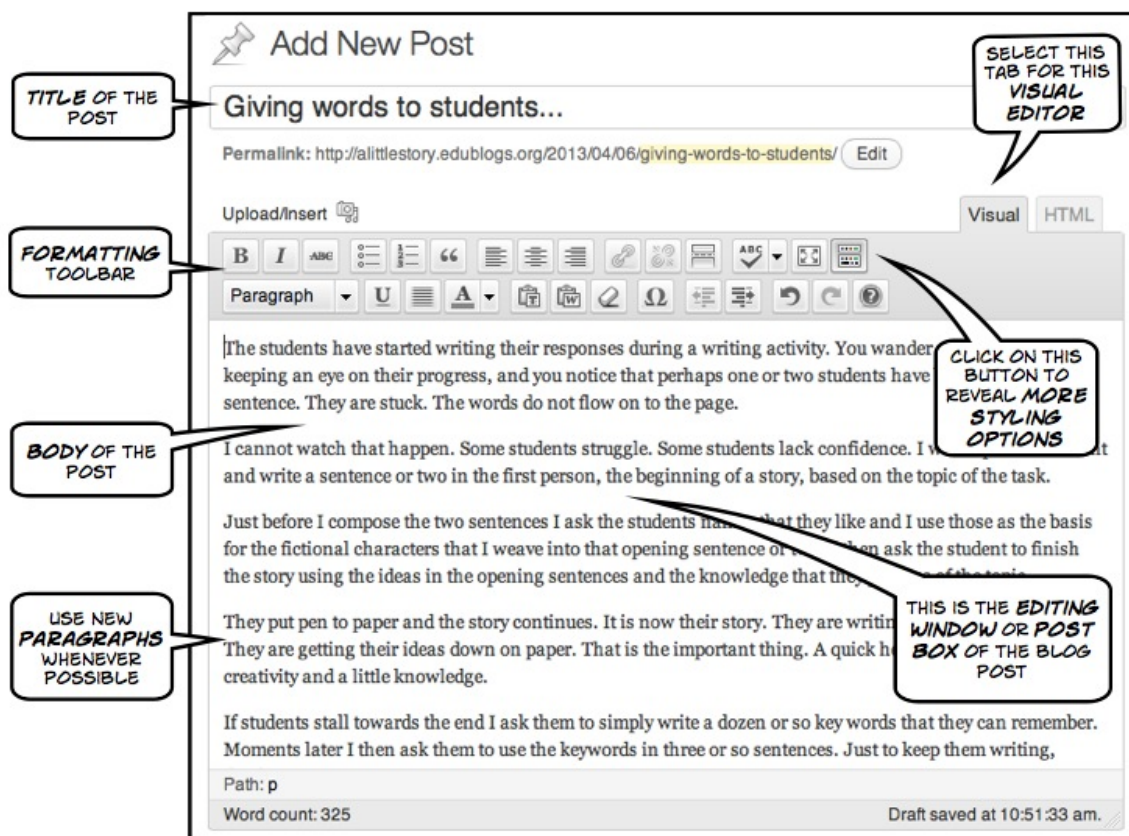 Add New Post
SELECT THIS
TAB FOR THIS
VISUAL
EDITOR
TITLE OF THE
POST
Giving words to students...
Permalink: http://alittlestory.edublogs.org/2013/04/06/giving-words-to-students/ Edit
Upload/Insert
Visual HTML
FORMATTING
TOOLBAR
B I ABC ABC
Paragraph U A T W Ω ?
CLICK ON THIS
BUTTON TO
REVEAL MORE
STYLING
OPTIONS
The students have started writing their responses during a writing activity. You wander
keeping an eye on their progress, and you notice that perhaps one or two students have
sentence. They are stuck. The words do not flow on to the page.
BODY OF THE
POST
I cannot watch that happen. Some students struggle. Some students lack confidence. I
and write a sentence or two in the first person, the beginning of a story, based on the topic of the task.
Just before I compose the two sentences I ask the students that they like and I use those as the basis
for the fictional characters that I weave into that opening sentence or ask the student to finish
the story using the ideas in the opening sentences and the knowledge that
USE NEW
PARAGRAPHS
WHENEVER
POSSIBLE
THIS IS THE EDITING
WINDOW OR POST
BOX OF THE BLOG
POST
They put pen to paper and the story continues. It is now their story. They are
They are getting their ideas down on paper. That is the important thing. A quick
creativity and a little knowledge.
If students stall towards the end I ask them to simply write a dozen or so key words that they can remember.
Moments later I then ask them to use the keywords in three or so sentences. Just to keep them writing,
Path: p
Word count: 325 Draft saved at 10:51:33 am.